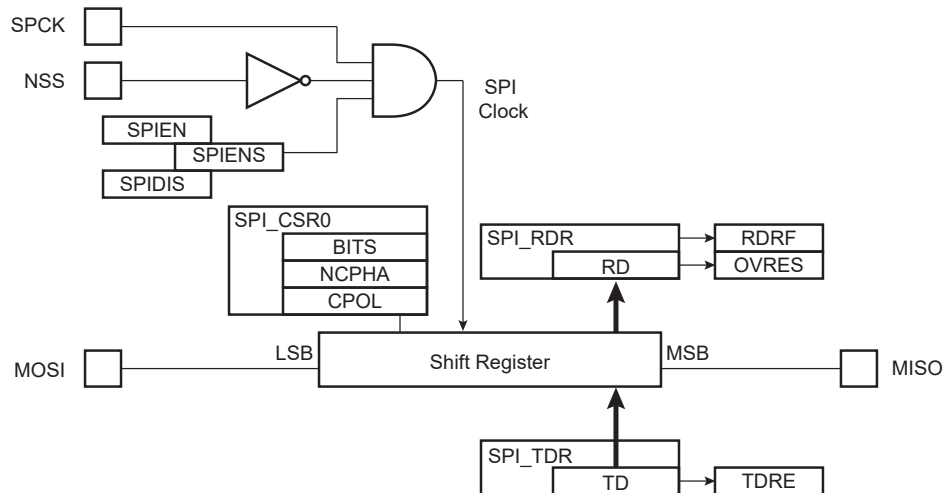 SPCK
NSS
SPI
Clock
SPIEN
SPIENS
SPIDIS
SPI_CSR0
BITS
NCPHA
CPOL
SPI_RDR
RD
RDRF
OVRES
MOSI
LSB
Shift Register
MSB
MISO
SPI_TDR
TD
TDRE